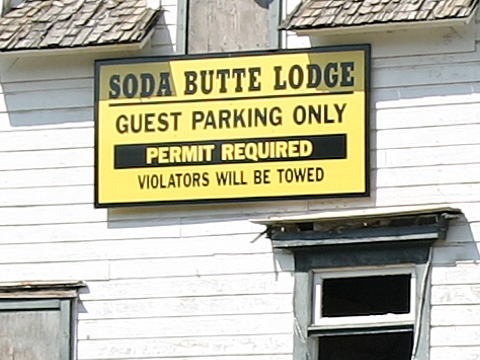 SODA BUTTE LODGE
GUEST PARKING ONLY
PERMIT REQUIRED
VIOLATORS WILL BE TOWED